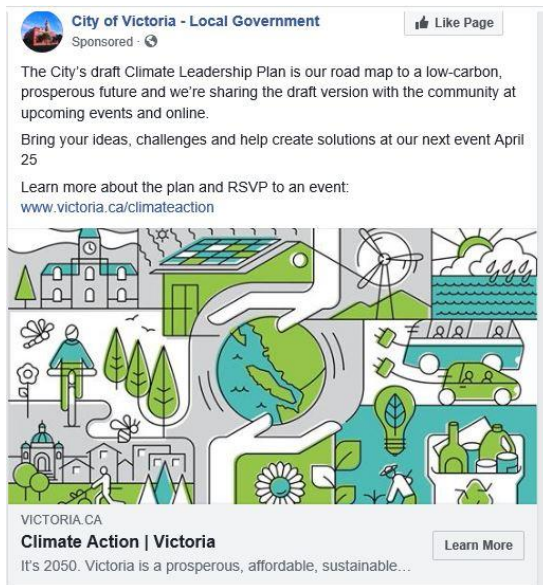 City of Victoria - Local Government
Like Page
Sponsored ·
The City's draft Climate Leadership Plan is our road map to a low-carbon,
prosperous future and we're sharing the draft version with the community at
upcoming events and online.
Bring your ideas, challenges and help create solutions at our next event April
25
Learn more about the plan and RSVP to an event:
www.victoria.ca/climateaction
VICTORIA.CA
Climate Action | Victoria
It's 2050. Victoria is a prosperous, affordable, sustainable...
Learn More